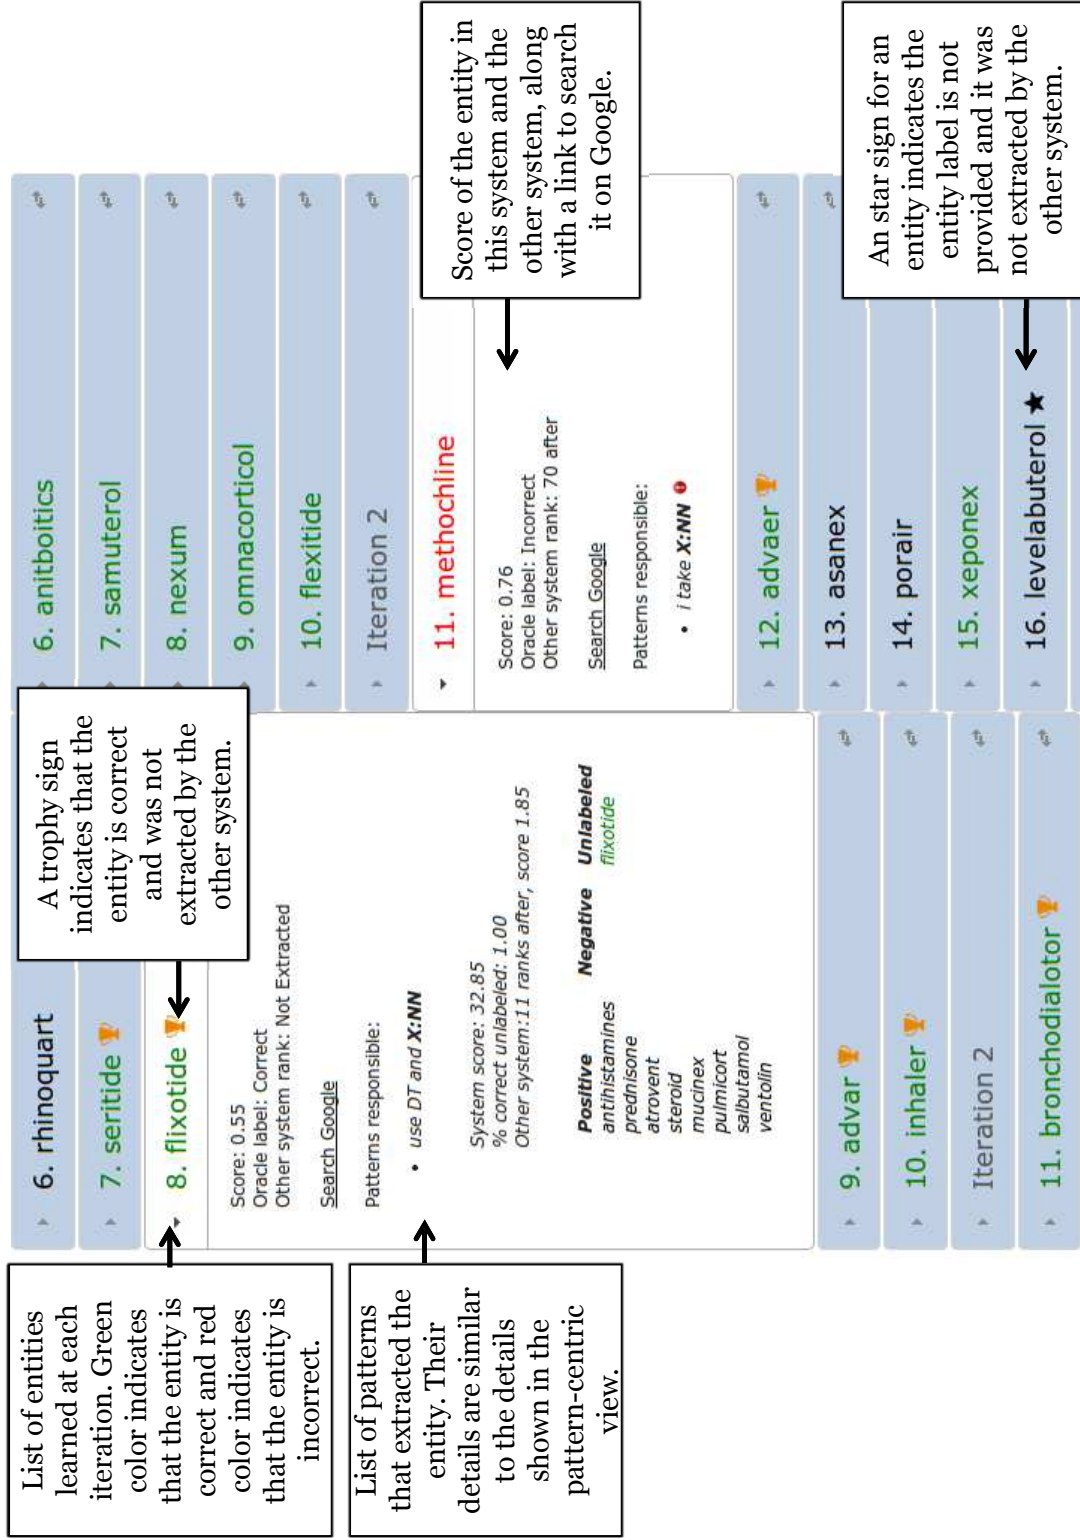 List of entities
learned at each
iteration. Green
color indicates
that the entity is
correct and red
color indicates
that the entity is
incorrect.
List of patterns
that extracted the
entity. Their
details are similar
to the details
shown in the
pattern-centric
view.
A trophy sign
indicates that the
entity is correct
and was not
extracted by the
other system.
6. rhinoquart
7. seritide
8. flixotide
Score: 0.55
Oracle label: Correct
Other system rank: Not Extracted
Search Google
Patterns responsible:
• use DT and X:NN
System score: 32.85
% correct unlabeled: 1.00
Other system:11 ranks after, score 1.85
Positive Negative Unlabeled
antihistamines flixotide
prednisone
atrovent
steroid
mucinex
pulmicort
salbutamol
ventolin
9. advar
10. inhaler
Iteration 2
11. bronchodialotor
6. anitboitics
7. samuterol
8. nexum
9. omnacorticol
10. flexitide
Iteration 2
11. methochline
Score: 0.76
Oracle label: Incorrect
Other system rank: 70 after
Search Google
Patterns responsible:
• i take X:NN
12. advaer
13. asanex
14. porair
15. xeponex
16. levelabuterol ★
Score of the entity in
this system and the
other system, along
with a link to search
it on Google.
An star sign for an
entity indicates the
entity label is not
provided and it was
not extracted by the
other system.